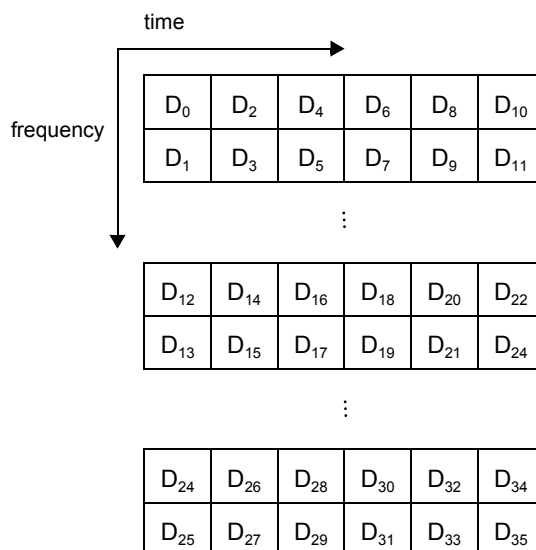 time
frequency
D₀ D₂ D₄ D₆ D₈ D₁₀
D₁ D₃ D₅ D₇ D₉ D₁₁
⋮
D₁₂ D₁₄ D₁₆ D₁₈ D₂₀ D₂₂
D₁₃ D₁₅ D₁₇ D₁₉ D₂₁ D₂₄
⋮
D₂₄ D₂₆ D₂₈ D₃₀ D₃₂ D₃₄
D₂₅ D₂₇ D₂₉ D₃₁ D₃₃ D₃₅